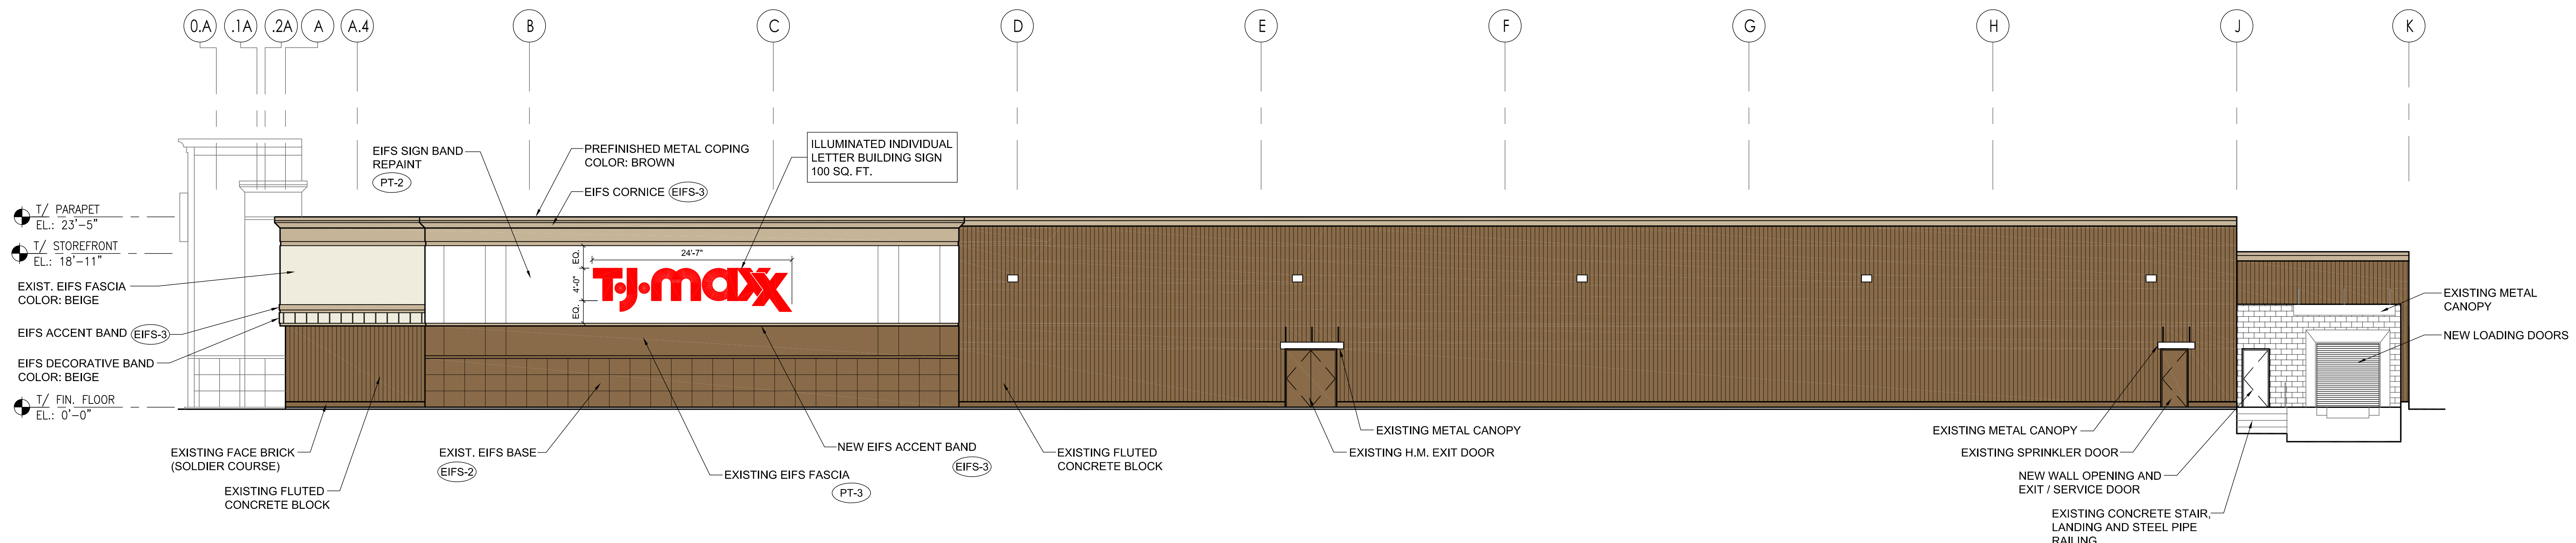 0.A .1A .2A A A.4 B C D E F G H J K
EIFS SIGN BAND
REPAINT
PT-2
PREFINISHED METAL COPING
COLOR: BROWN
EIFS CORNICE EIFS-3
ILLUMINATED INDIVIDUAL
LETTER BUILDING SIGN
100 SQ. FT.
T/ PARAPET
EL.: 23'-5"
T/ STOREFRONT
EL.: 18'-11"
EXIST. EIFS FASCIA
COLOR: BEIGE
EIFS ACCENT BAND EIFS-3
EIFS DECORATIVE BAND
COLOR: BEIGE
T/ FIN. FLOOR
EL.: 0'-0"
24'-7"
EQ.
4'-0"
EQ.
T·J·maxx
EXISTING METAL
CANOPY
NEW LOADING DOORS
EXISTING FACE BRICK
(SOLDIER COURSE)
EXISTING FLUTED
CONCRETE BLOCK
EXIST. EIFS BASE
EIFS-2
EXISTING EIFS FASCIA
PT-3
NEW EIFS ACCENT BAND
EIFS-3
EXISTING FLUTED
CONCRETE BLOCK
EXISTING METAL CANOPY
EXISTING H.M. EXIT DOOR
EXISTING METAL CANOPY
EXISTING SPRINKLER DOOR
NEW WALL OPENING AND
EXIT / SERVICE DOOR
EXISTING CONCRETE STAIR,
LANDING AND STEEL PIPE
RAILING